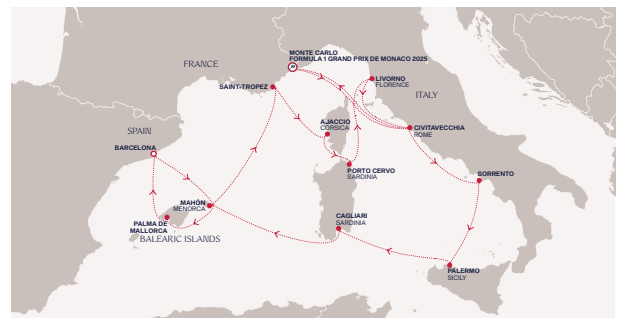 MONTE CARLO
FORMULA 1 GRAND PRIX DE MONACO 2025
FRANCE
LIVORNO
FLORENCE
SAINT-TROPEZ
ITALY
AJACCIO
CORSICA
CIVITAVECCHIA
ROME
SPAIN
BARCELONA
PORTO CERVO
SARDINIA
SORRENTO
MAHÓN
MENORCA
CAGLIARI
SARDINIA
PALMA DE
MALLORCA
BALEARIC ISLANDS
PALERMO
SICILY